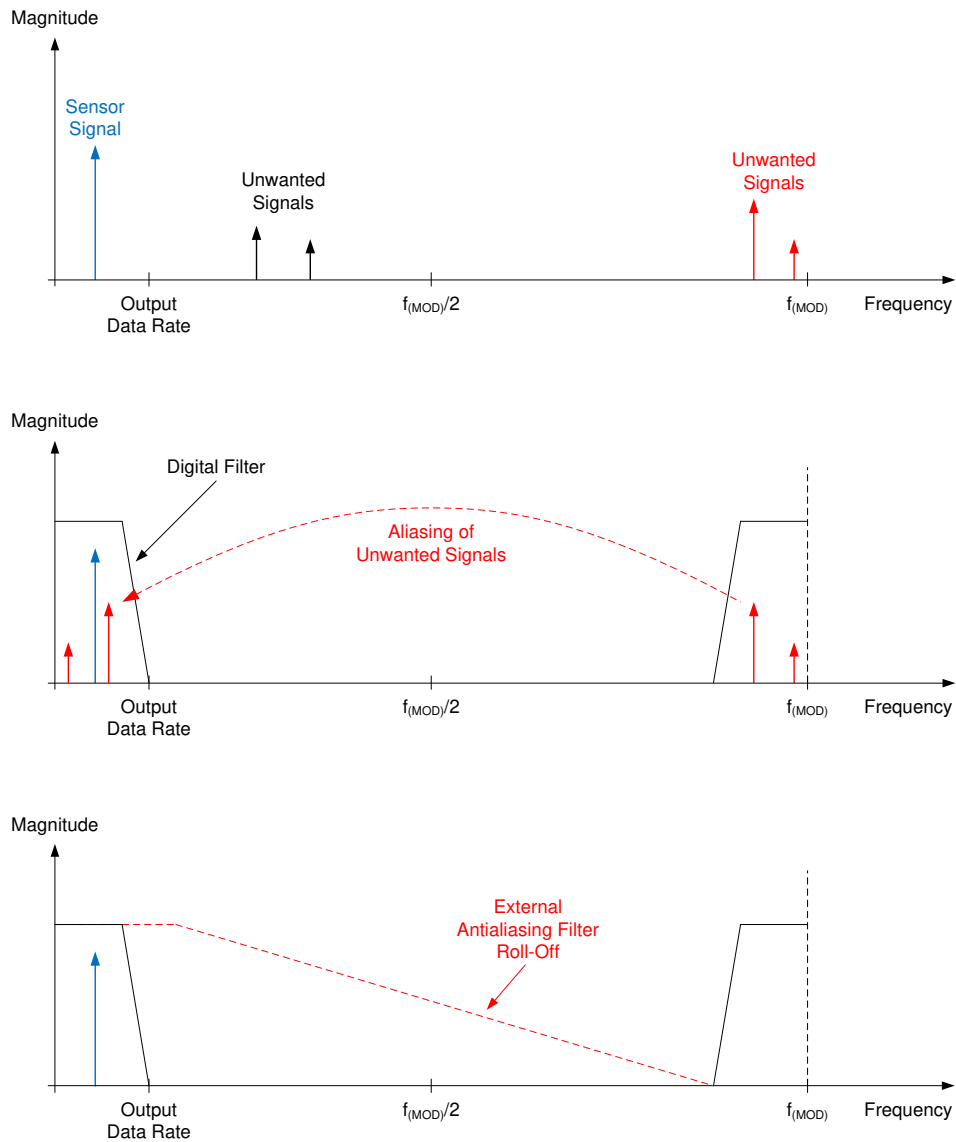 Magnitude
Sensor
Signal
Unwanted
Signals
Unwanted
Signals
Output
Data Rate
f(MOD)/2
f(MOD)
Frequency
Magnitude
Digital Filter
Aliasing of
Unwanted Signals
Output
Data Rate
f(MOD)/2
f(MOD)
Frequency
Magnitude
External
Antialiasing Filter
Roll-Off
Output
Data Rate
f(MOD)/2
f(MOD)
Frequency